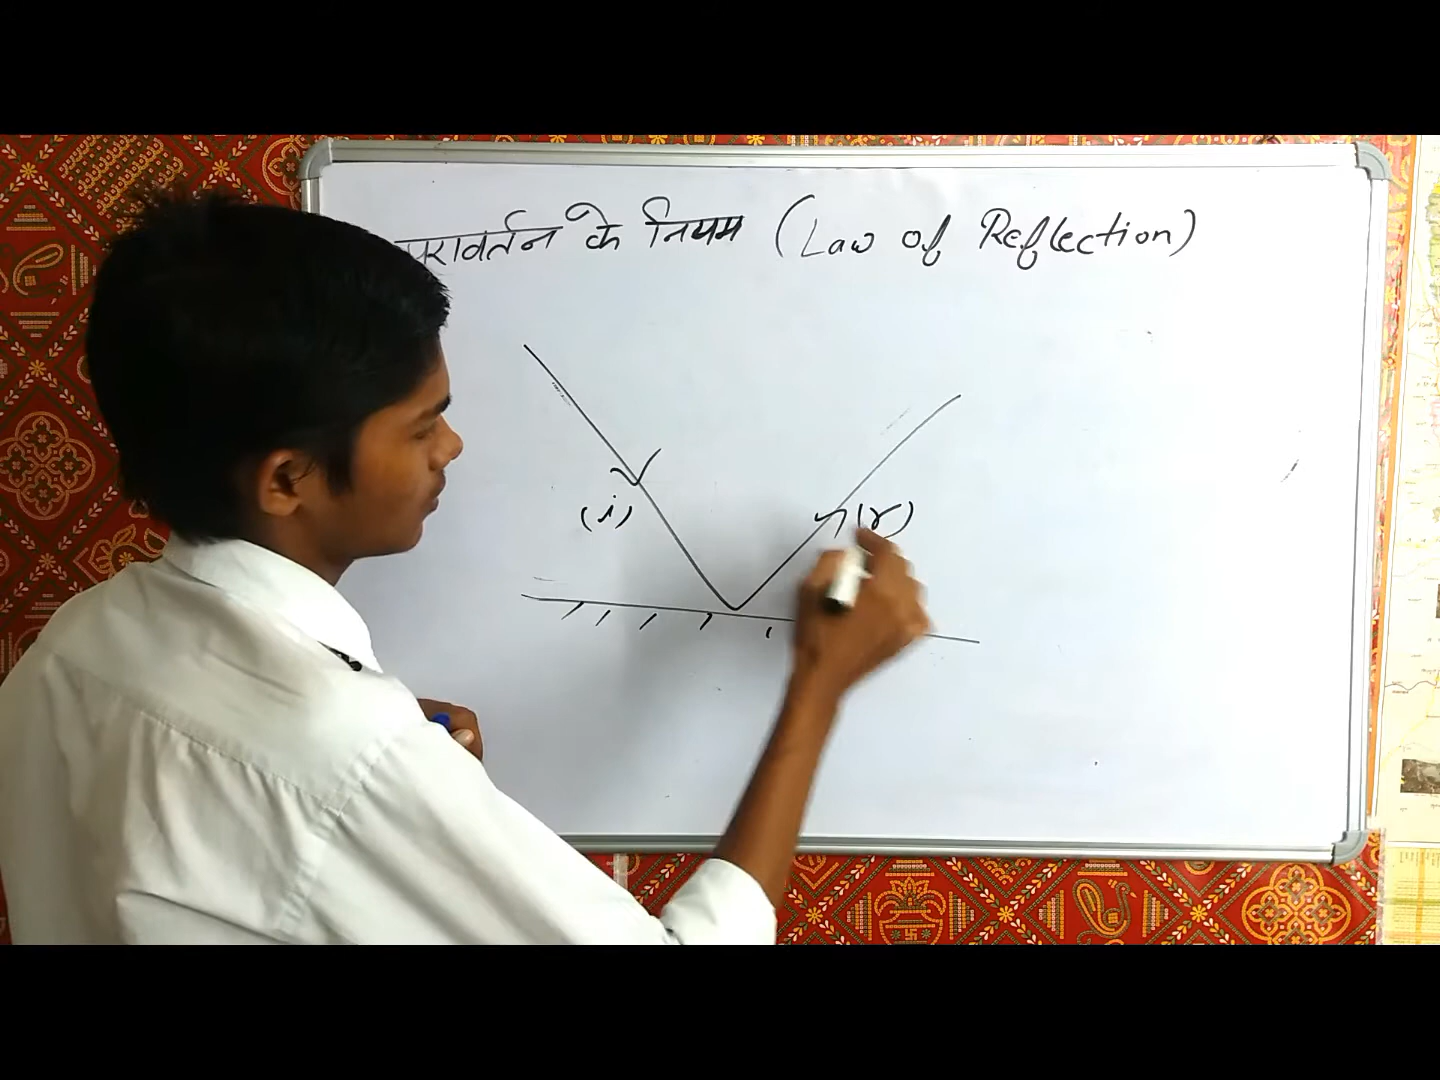 परावर्तन के नियम (Law of Reflection)
(i)
(r)